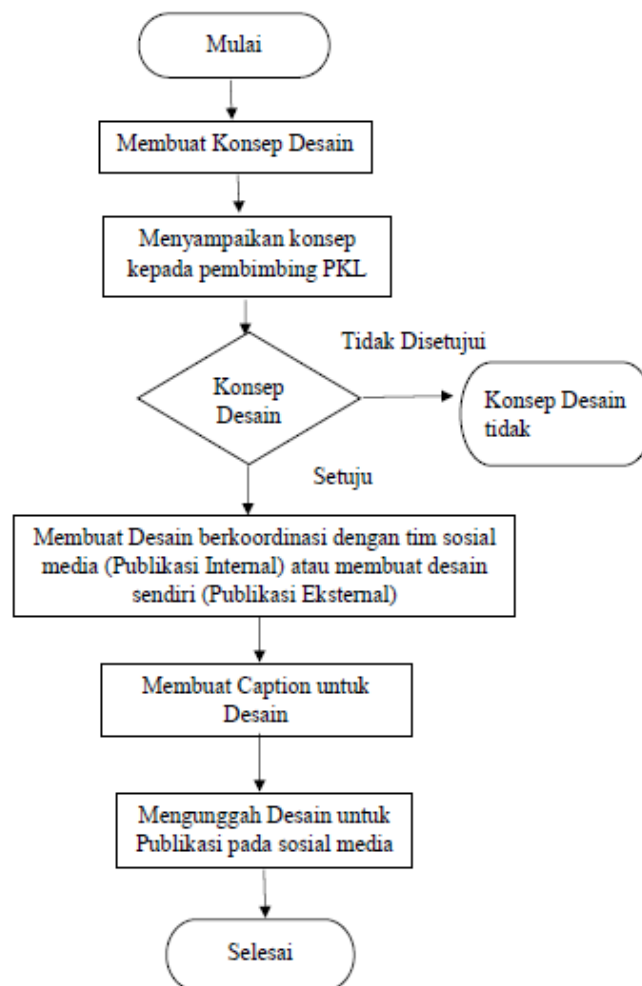 Mulai
Membuat Konsep Desain
Menyampaikan konsep
kepada pembimbing PKL
Tidak Disetujui
Konsep
Desain
Konsep Desain
tidak
Setuju
Membuat Desain berkoordinasi dengan tim sosial
media (Publikasi Internal) atau membuat desain
sendiri (Publikasi Eksternal)
Membuat Caption untuk
Desain
Mengunggah Desain untuk
Publikasi pada sosial media
Selesai